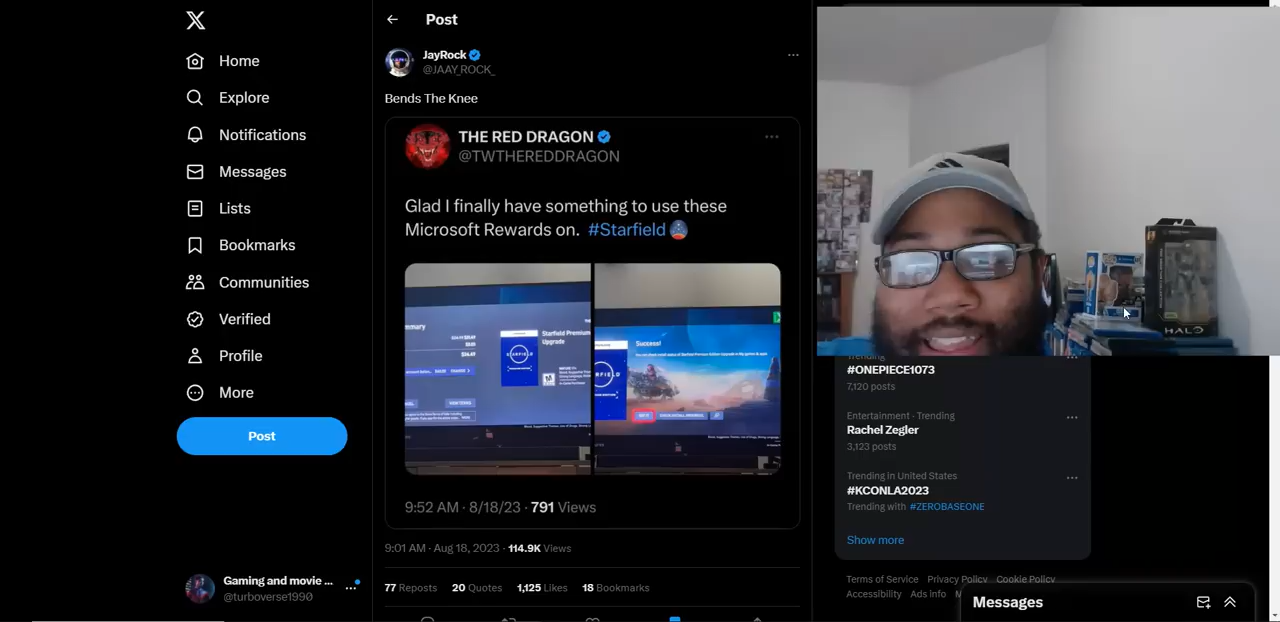 Post
JayRock
@JAAY_ROCK_
Bends The Knee
THE RED DRAGON
@TWTHEREDDRAGON
Glad I finally have something to use these
Microsoft Rewards on. #Starfield
Starfield Premium
Upgrade
STARFIELD
Success!
9:52 AM · 8/18/23 · 791 Views
9:01 AM · Aug 18, 2023 · 114.9K Views
77 Reposts 20 Quotes 1,125 Likes 18 Bookmarks
Home
Explore
Notifications
Messages
Lists
Bookmarks
Communities
Verified
Profile
More
Post
Gaming and movie ...
@turboverse1990
HALO
Trending
#ONEPIECE1073
7,120 posts
Entertainment · Trending
Rachel Zegler
3,123 posts
Trending in United States
#KCONLA2023
Trending with #ZEROBASEONE
Show more
Terms of Service Privacy Policy Cookie Policy
Accessibility Ads info
Messages